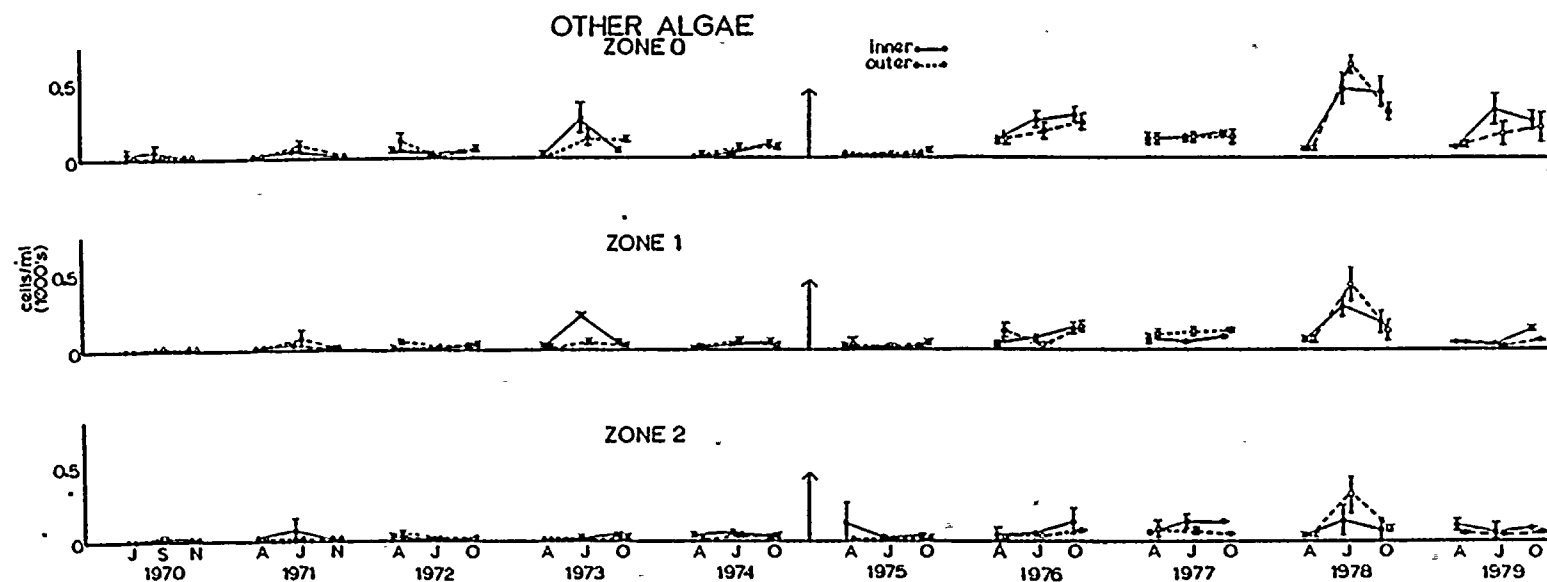 OTHER ALGAE
ZONE 0
inner
outer
0.5
0
ZONE 1
cells/ml
(1000's)
0.5
0
ZONE 2
0.5
0
J S N A J N A J O A J O A J O A J O A J O A J O A J O A J O
1970 1971 1972 1973 1974 1975 1976 1977 1978 1979